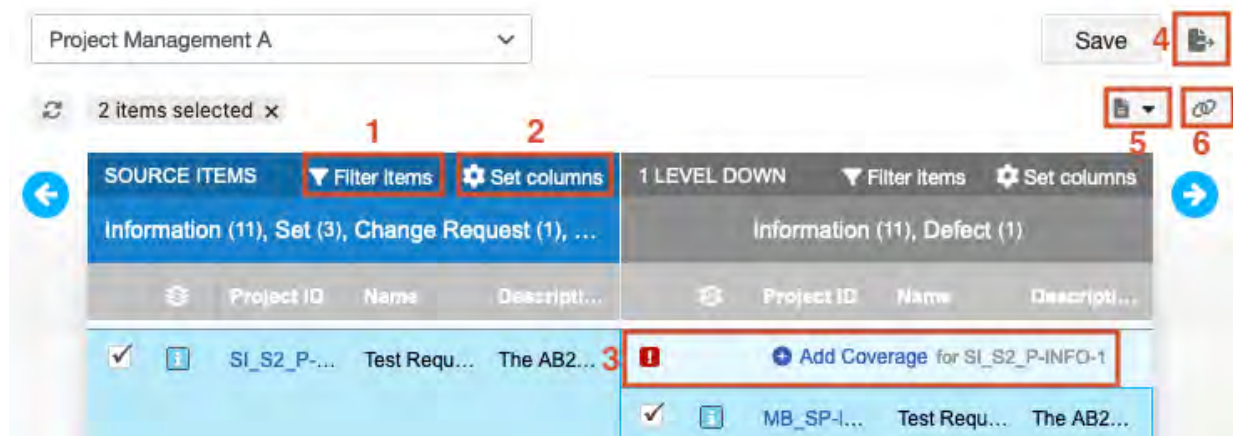 Project Management A
Save 4
2 items selected ×
1 2
5 6
SOURCE ITEMS Filter items Set columns
1 LEVEL DOWN Filter items Set columns
Information (11), Set (3), Change Request (1), ...
Information (11), Defect (1)
Project ID Name Descripti...
Project ID Name Descripti...
SI_S2_P-... Test Requ... The AB2...
3 Add Coverage for SI_S2_P-INFO-1
MB_SP-I... Test Requ... The AB2...